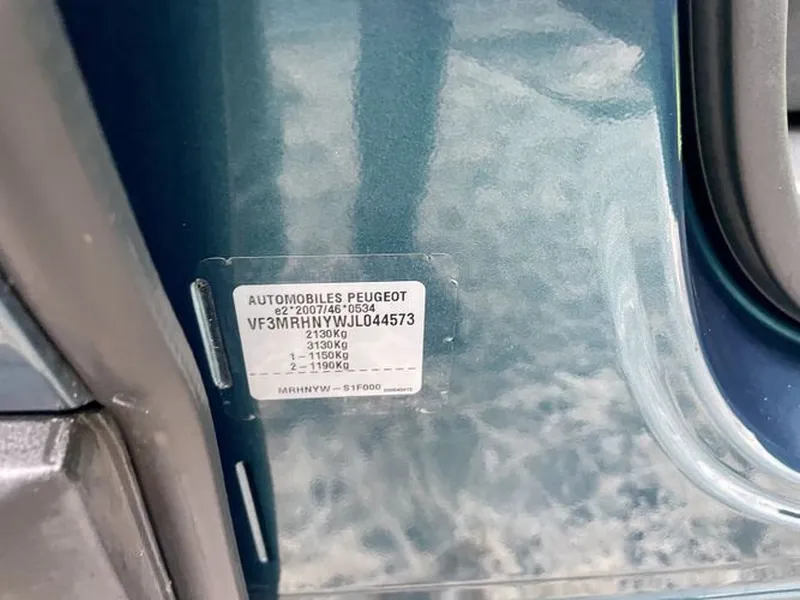 AUTOMOBILES PEUGEOT
e2*2007/46*0534
VF3MRHNYWJL044573
2130Kg
3130Kg
1-1150Kg
2-1190Kg
MRHNYW-S1F000